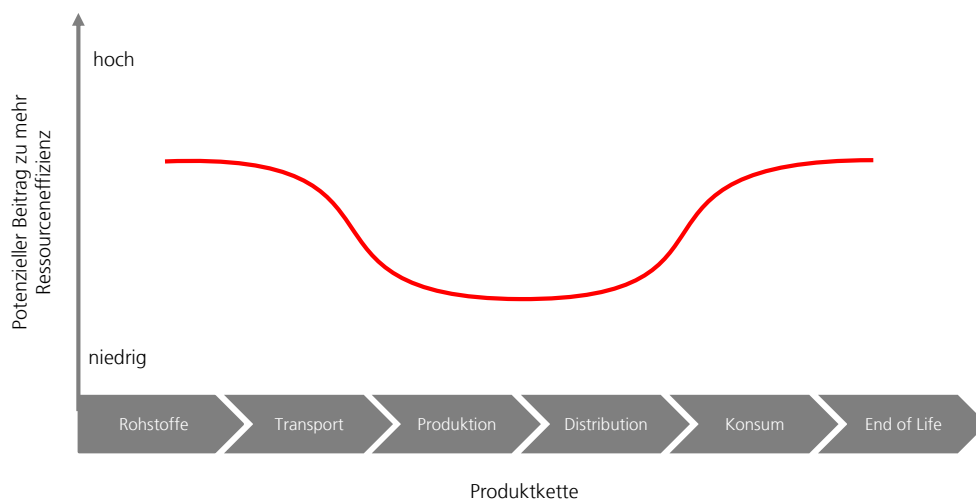 hoch
Potenzieller Beitrag zu mehr
Ressourceneffizienz
niedrig
Rohstoffe
Transport
Produktion
Distribution
Konsum
End of Life
Produktkette